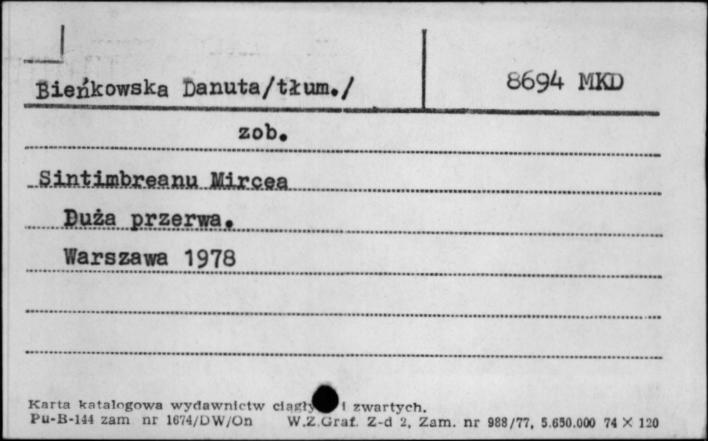 Bieńkowska Danuta/tłum./
8694 MKD
zob.
Sintimbreanu Mircea
Duża przerwa.
Warszawa 1978
Karta katalogowa wydawnictw i zwartych.
Pu-B-144 zam nr 1674/DW/On W.Z.Graf. Z-d 2, Zam. nr 988/77, 5.650.000 74 × 120